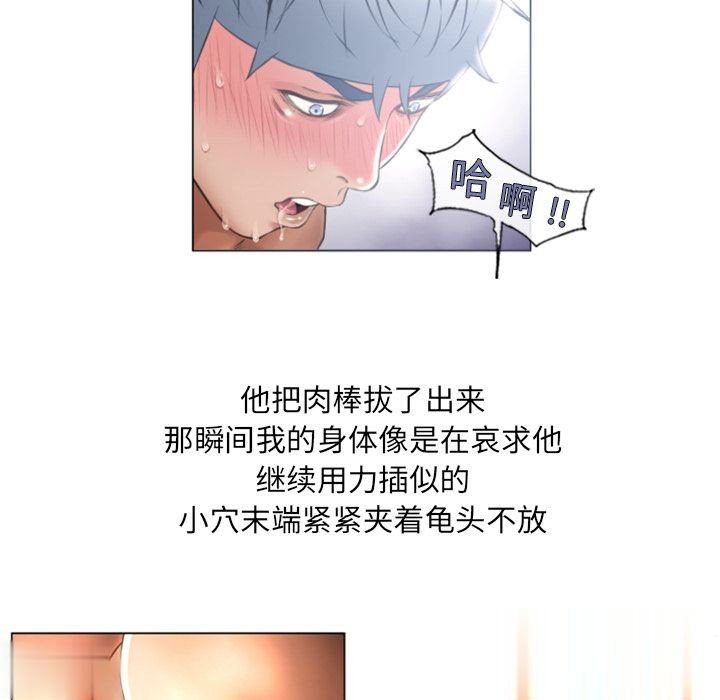 哈啊!!
他把肉棒拔了出来
那瞬间我的身体像是在哀求他
继续用力插似的
小穴末端紧紧夹着龟头不放